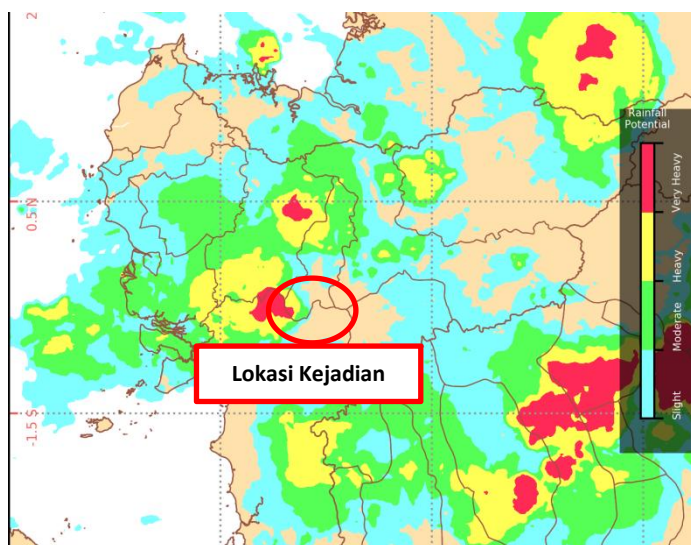 2
0.5 N
-1.5 S
Rainfall
Potential
Very Heavy
Heavy
Moderate
Slight
Lokasi Kejadian